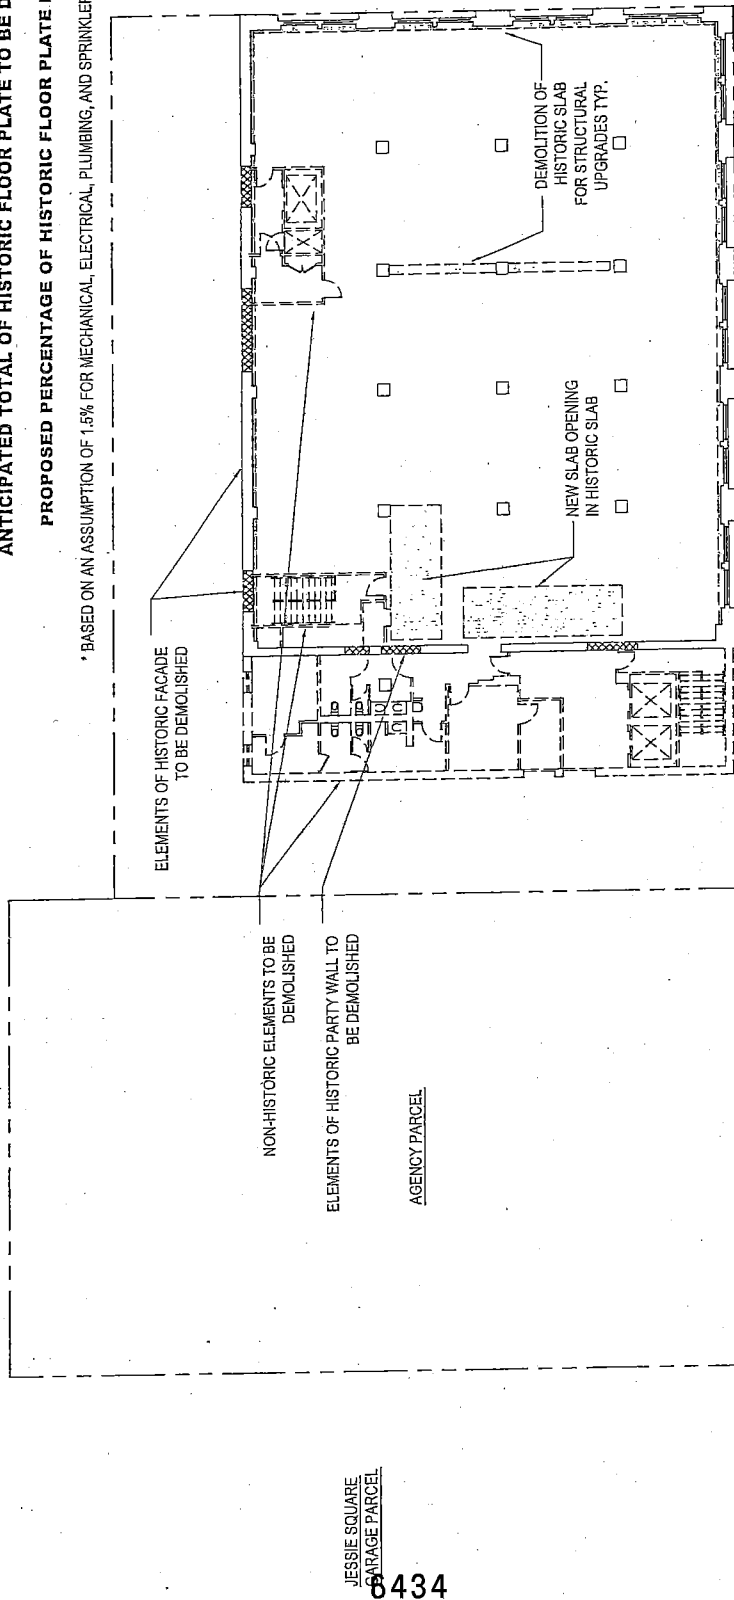 ANTICIPATED TOTAL OF HISTORIC FLOOR PLATE TO BE
PROPOSED PERCENTAGE OF HISTORIC FLOOR PLATE
* BASED ON AN ASSUMPTION OF 1.5% FOR MECHANICAL, ELECTRICAL, PLUMBING, AND SPRINKLER
ELEMENTS OF HISTORIC FACADE
TO BE DEMOLISHED
DEMOLITION OF
HISTORIC SLAB
FOR STRUCTURAL
UPGRADES TYP.
NEW SLAB OPENING
IN HISTORIC SLAB
NON-HISTORIC ELEMENTS TO BE
DEMOLISHED
ELEMENTS OF HISTORIC PARTY WALL TO
BE DEMOLISHED
AGENCY PARCEL
JESSIE SQUARE
GARAGE PARCEL
6434